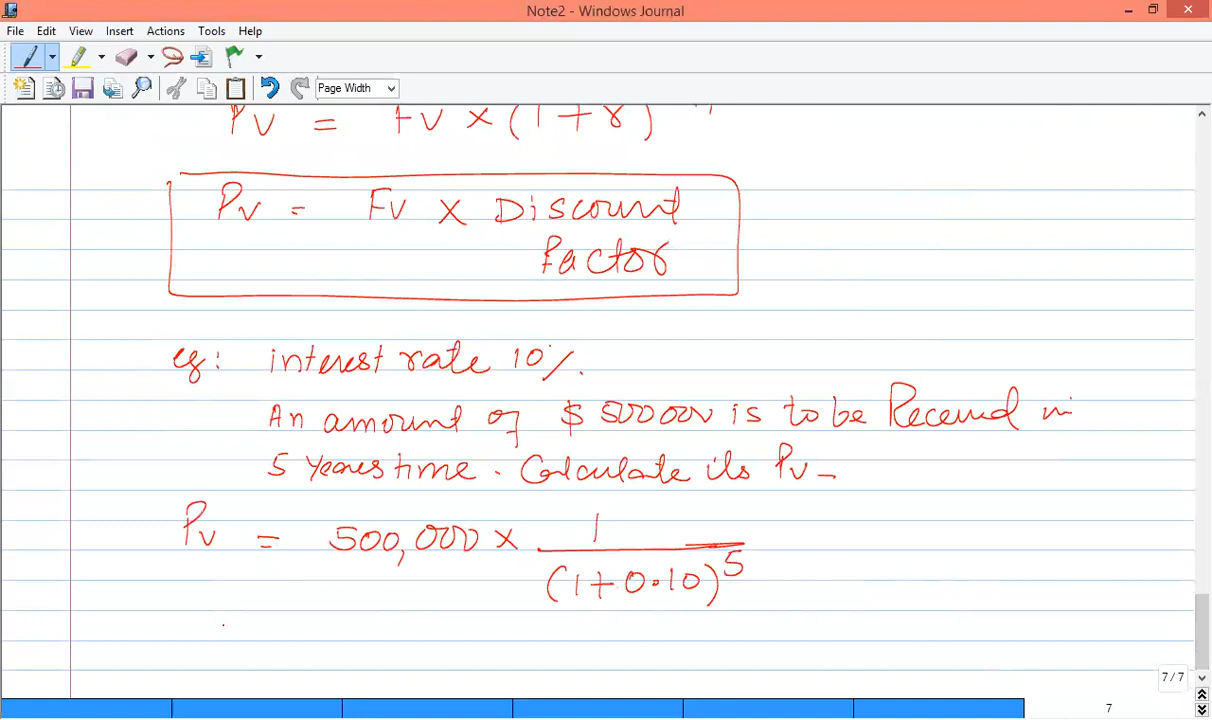 Note2 - Windows Journal
File Edit View Insert Actions Tools Help
Page Width
PV = FV × (1 + r)
PV = FV × Discount
Factor
eg: interest rate 10%.
An amount of $ 500000 is to be Received in
5 years time. Calculate its PV -
PV = 500,000 × 1
(1+0.10)^5
7 / 7
7